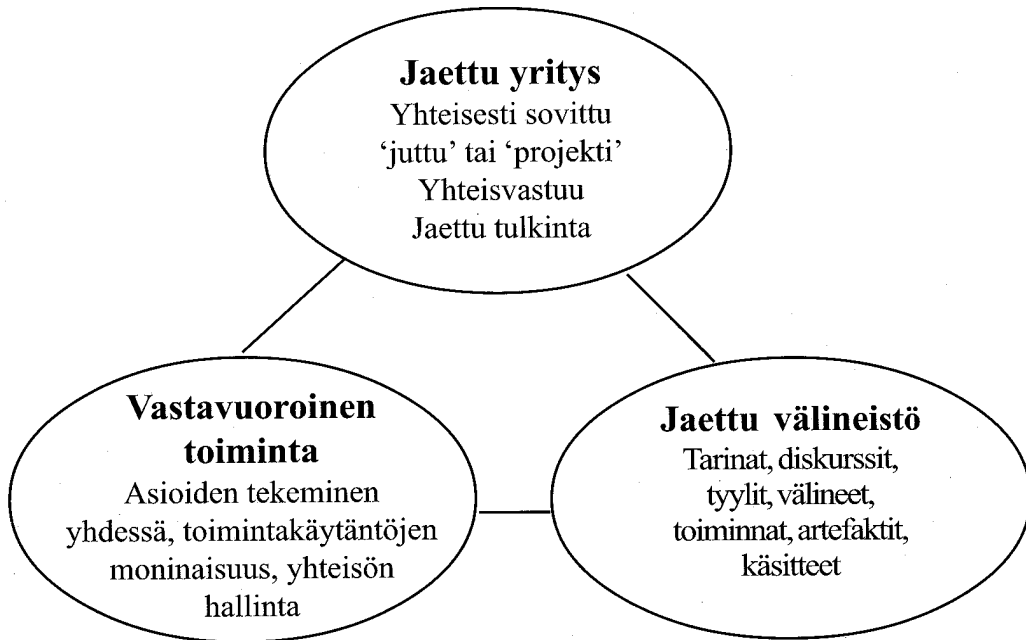 Jaettu yritys
Yhteisesti sovittu
‘juttu’ tai ‘projekti’
Yhteisvastuu
Jaettu tulkinta
Vastavuoroinen
toiminta
Asioiden tekeminen
yhdessä, toimintakäytäntöjen
moninaisuus, yhteisön
hallinta
Jaettu välineistö
Tarinat, diskurssit,
tyylit, välineet,
toiminnat, artefaktit,
käsitteet